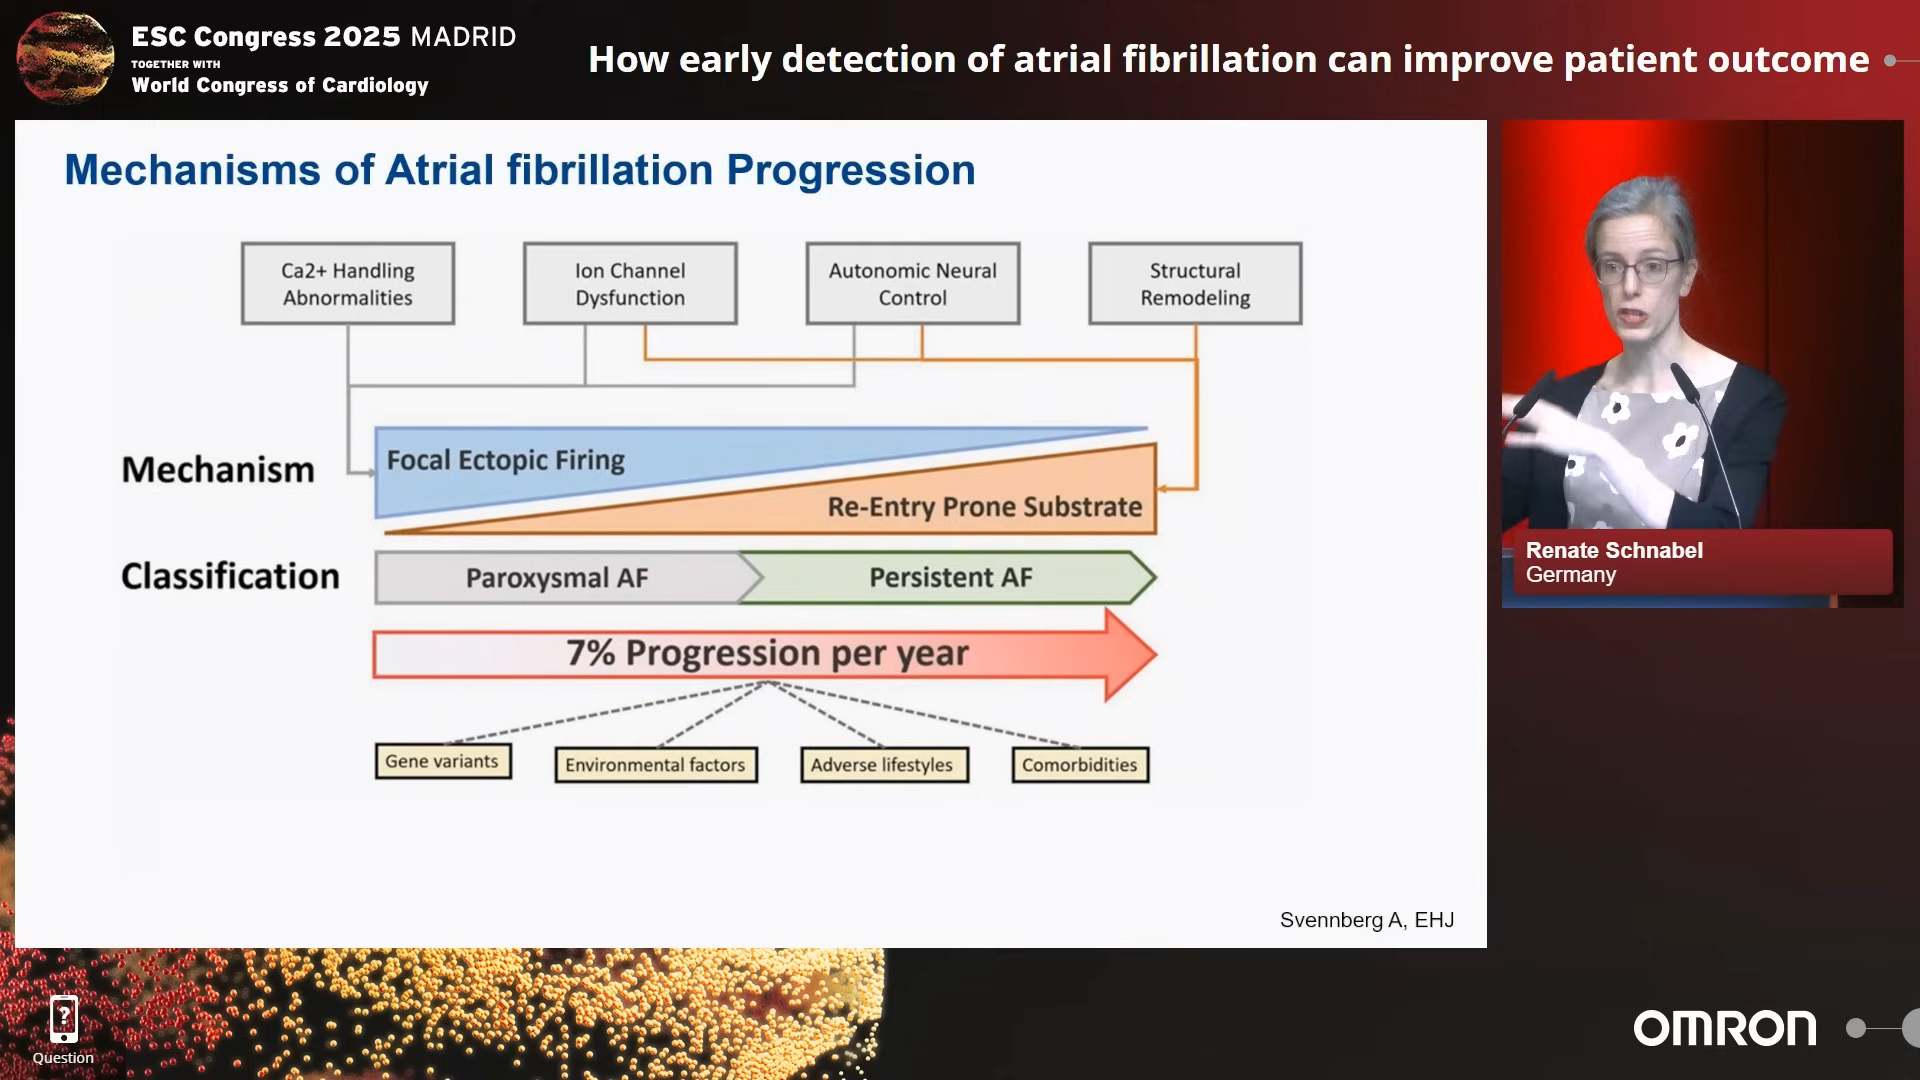 ESC Congress 2025 MADRID
TOGETHER WITH
World Congress of Cardiology
How early detection of atrial fibrillation can improve patient outcome
Mechanisms of Atrial fibrillation Progression
Ca2+ Handling
Abnormalities
Ion Channel
Dysfunction
Autonomic Neural
Control
Structural
Remodeling
Mechanism
Focal Ectopic Firing
Re-Entry Prone Substrate
Classification
Paroxysmal AF
Persistent AF
7% Progression per year
Gene variants
Environmental factors
Adverse lifestyles
Comorbidities
Svennberg A, EHJ
Renate Schnabel
Germany
?
Question
OMRON